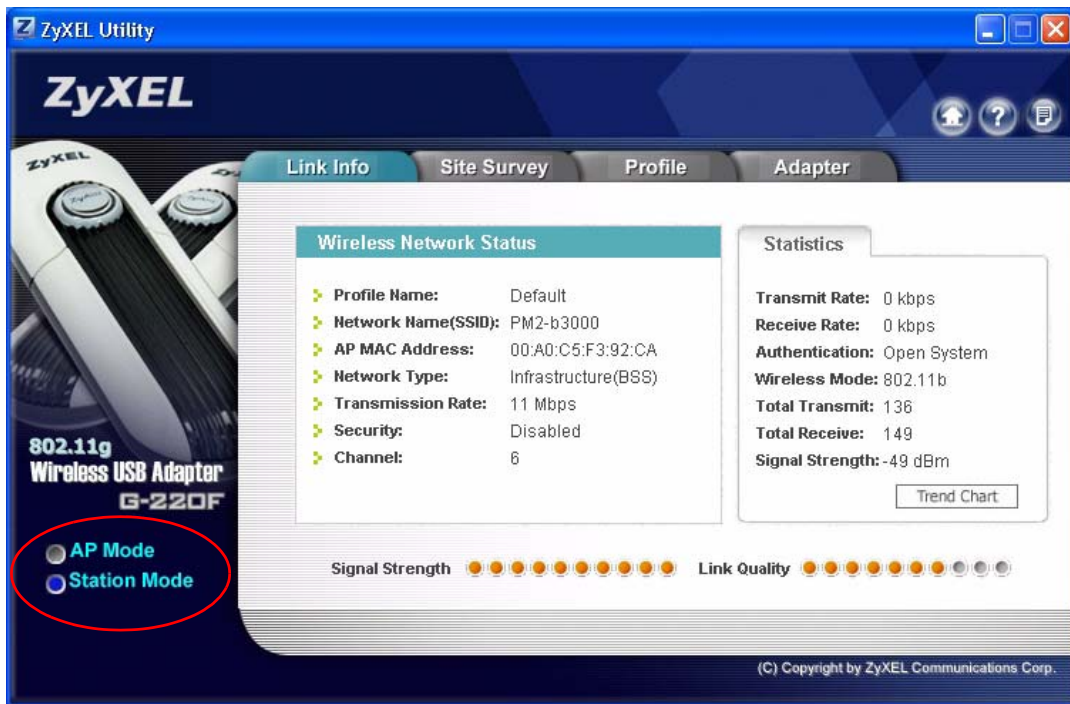 ZyXEL Utility
ZyXEL
?
ZyXEL
Link Info
Site Survey
Profile
Adapter
Wireless Network Status
Profile Name: Default
Network Name(SSID): PM2-b3000
AP MAC Address: 00:A0:C5:F3:92:CA
Network Type: Infrastructure(BSS)
Transmission Rate: 11 Mbps
Security: Disabled
Channel: 6
Statistics
Transmit Rate: 0 kbps
Receive Rate: 0 kbps
Authentication: Open System
Wireless Mode: 802.11b
Total Transmit: 136
Total Receive: 149
Signal Strength: -49 dBm
Trend Chart
802.11g
Wireless USB Adapter
G-220F
AP Mode
Station Mode
Signal Strength
Link Quality
(C) Copyright by ZyXEL Communications Corp.